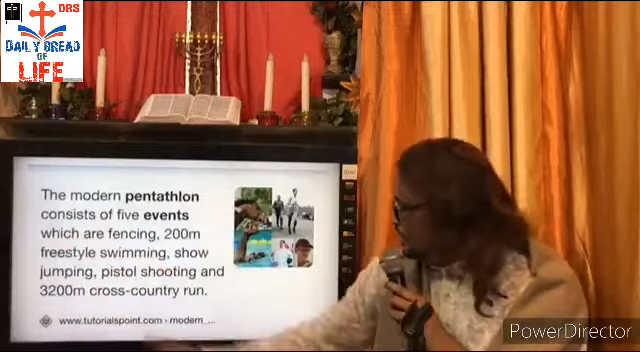 DRS
DAILY BREAD
OF
LIFE
The modern pentathlon
consists of five events
which are fencing, 200m
freestyle swimming, show
jumping, pistol shooting and
3200m cross-country run.
www.tutorialspoint.com › modern_...
PowerDirector